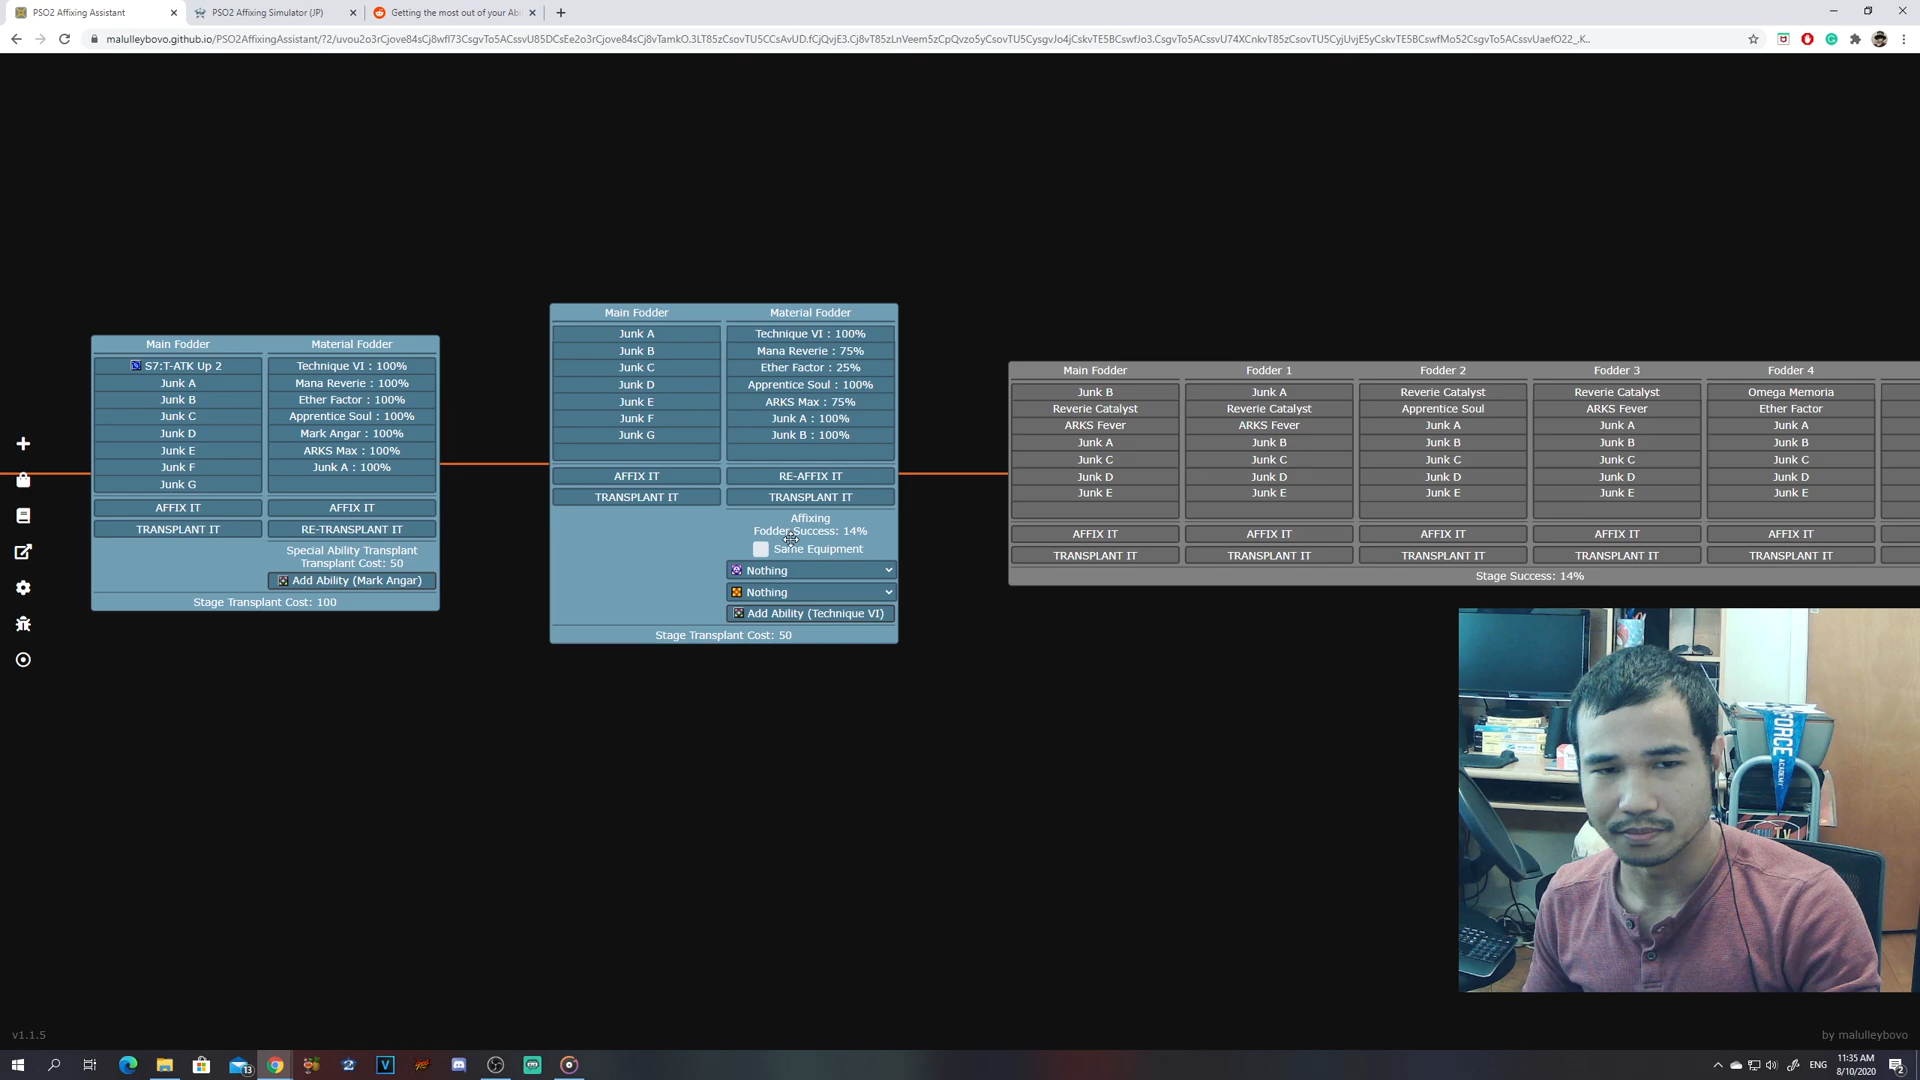 PSO2 Affixing Assistant
PSO2 Affixing Simulator (JP)
Getting the most out of your Abi
malulleybovo.github.io/PSO2AffixingAssistant/?2/
Main Fodder
Material Fodder
S7:T-ATK Up 2
Technique VI : 100%
Junk A
Mana Reverie : 100%
Junk B
Ether Factor : 100%
Junk C
Apprentice Soul : 100%
Junk D
Mark Angar : 100%
Junk E
ARKS Max : 100%
Junk F
Junk A : 100%
Junk G
AFFIX IT
AFFIX IT
TRANSPLANT IT
RE-TRANSPLANT IT
Special Ability Transplant
Transplant Cost: 50
Add Ability (Mark Angar)
Stage Transplant Cost: 100
Main Fodder
Material Fodder
Junk A
Technique VI : 100%
Junk B
Mana Reverie : 75%
Junk C
Ether Factor : 25%
Junk D
Apprentice Soul : 100%
Junk E
ARKS Max : 75%
Junk F
Junk A : 100%
Junk G
Junk B : 100%
AFFIX IT
RE-AFFIX IT
TRANSPLANT IT
TRANSPLANT IT
Affixing
Fodder Success: 14%
Same Equipment
Nothing
Nothing
Add Ability (Technique VI)
Stage Transplant Cost: 50
Main Fodder
Fodder 1
Fodder 2
Fodder 3
Fodder 4
Junk B
Junk A
Reverie Catalyst
Reverie Catalyst
Omega Memoria
Reverie Catalyst
Reverie Catalyst
Apprentice Soul
ARKS Fever
Ether Factor
ARKS Fever
ARKS Fever
Junk A
Junk A
Junk A
Junk A
Junk B
Junk B
Junk B
Junk B
Junk C
Junk C
Junk C
Junk C
Junk C
Junk D
Junk D
Junk D
Junk D
Junk D
Junk E
Junk E
Junk E
Junk E
Junk E
AFFIX IT
AFFIX IT
AFFIX IT
AFFIX IT
AFFIX IT
TRANSPLANT IT
TRANSPLANT IT
TRANSPLANT IT
TRANSPLANT IT
TRANSPLANT IT
Stage Success: 14%
FORCE
ACADEMY
v1.1.5
by malulleybovo
13
ENG
11:35 AM
8/10/2020
2